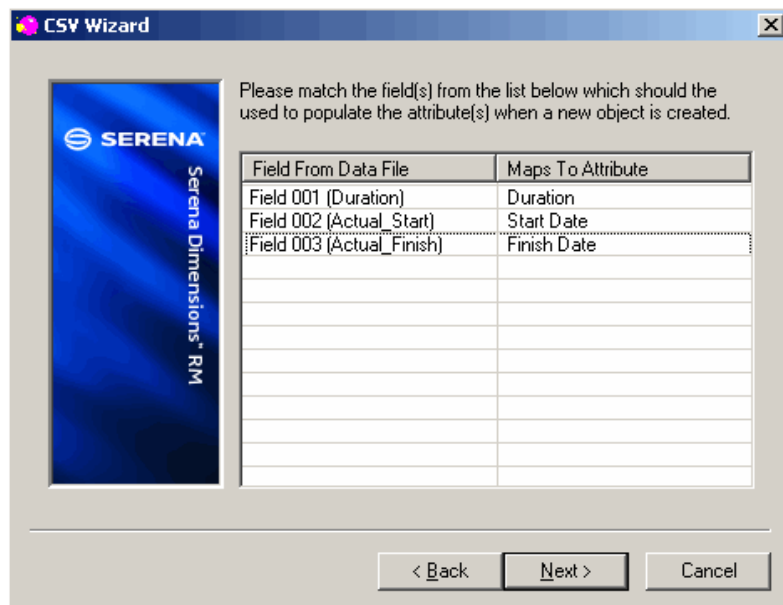 CSV Wizard
Please match the field(s) from the list below which should the
used to populate the attribute(s) when a new object is created.
SERENA
Serena Dimensions® RM
Field From Data File Maps To Attribute
Field 001 (Duration) Duration
Field 002 (Actual_Start) Start Date
Field 003 (Actual_Finish) Finish Date
< Back Next > Cancel